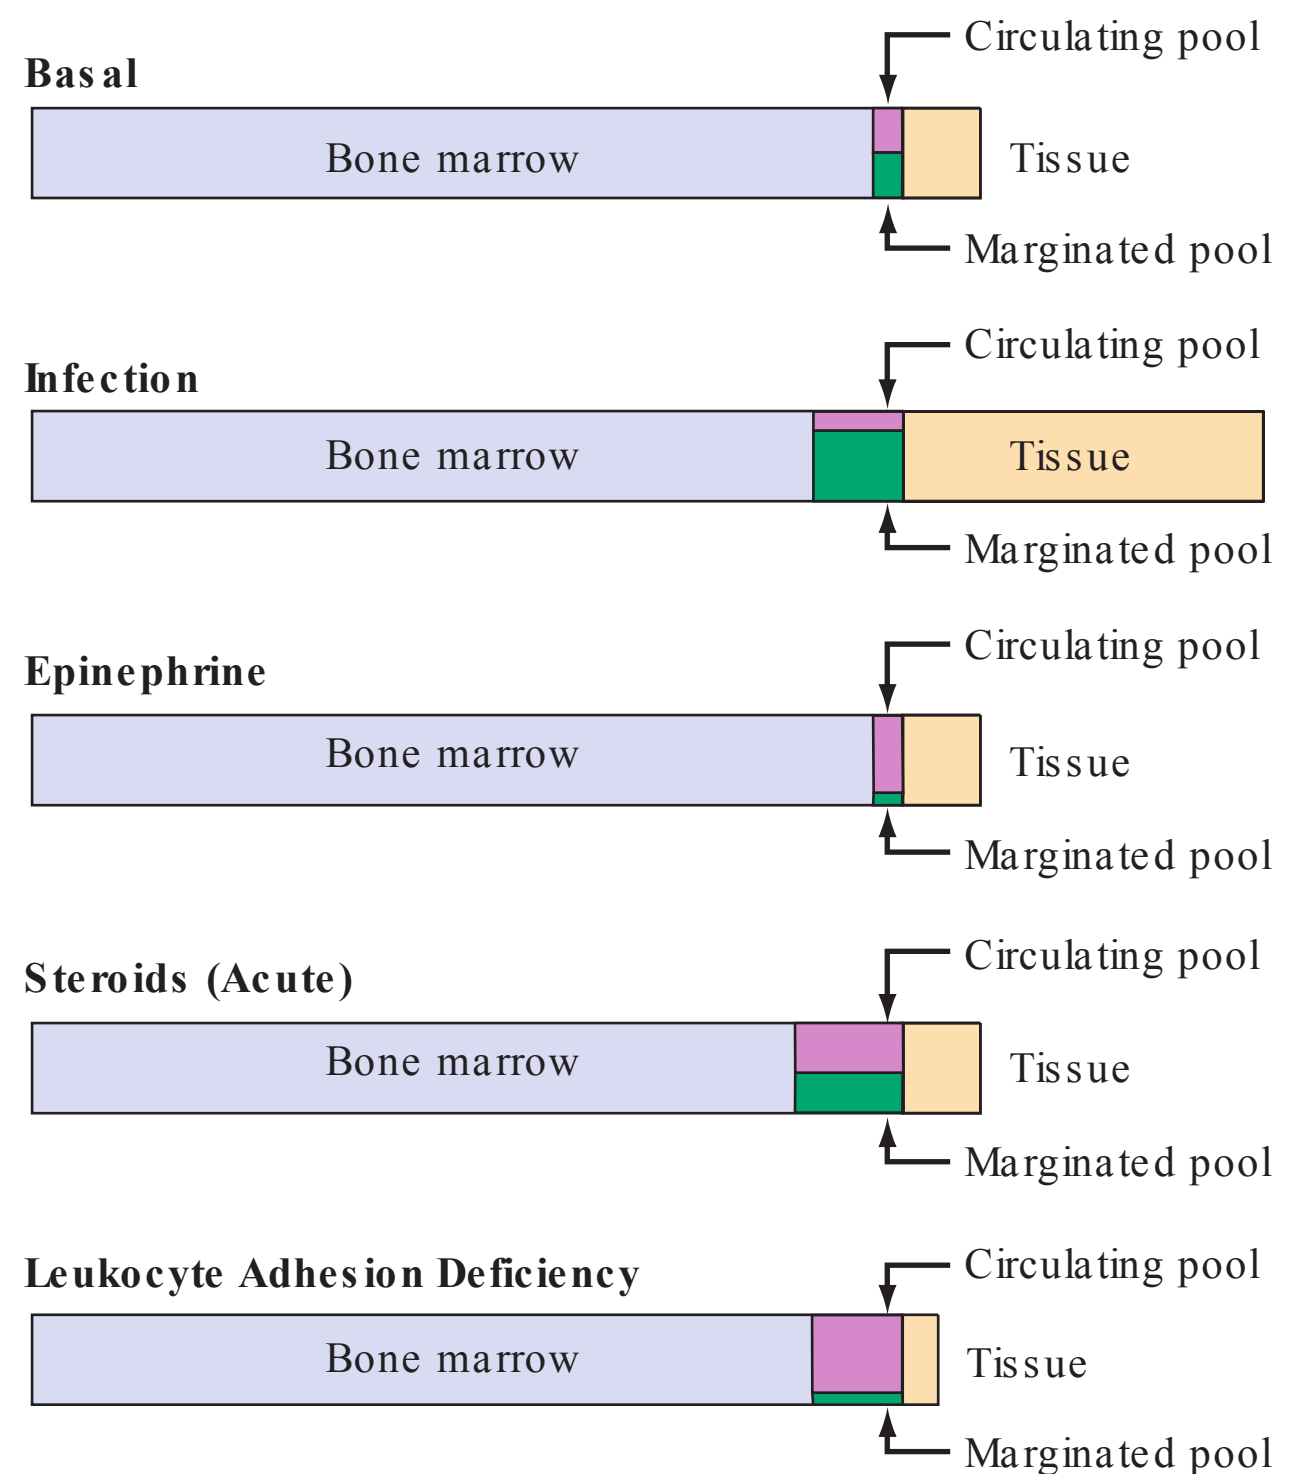 Circulating pool
Basal
Bone marrow
Tissue
Marginated pool
Circulating pool
Infection
Bone marrow
Tissue
Marginated pool
Circulating pool
Epinephrine
Bone marrow
Tissue
Marginated pool
Circulating pool
Steroids (Acute)
Bone marrow
Tissue
Marginated pool
Circulating pool
Leukocyte Adhesion Deficiency
Bone marrow
Tissue
Marginated pool